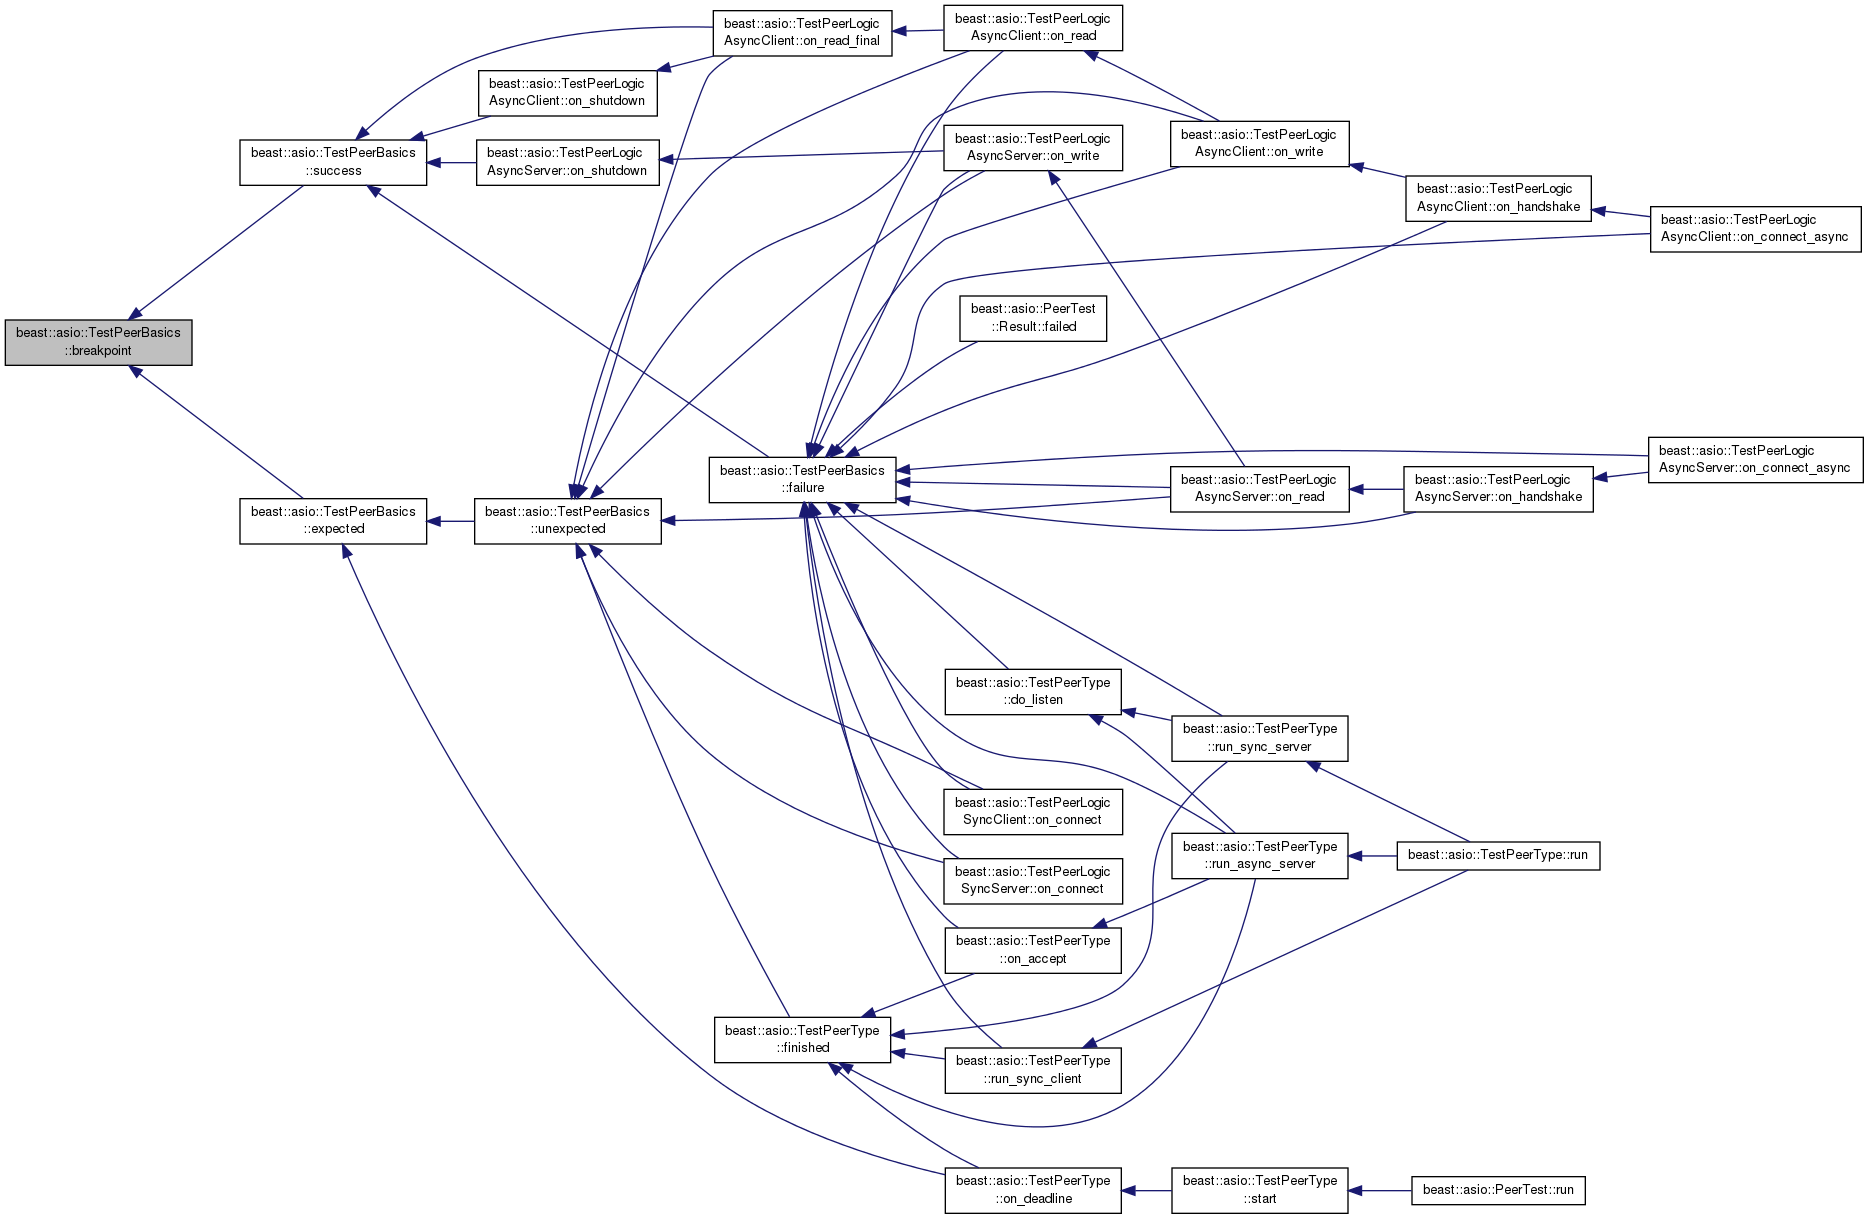 beast::asio::TestPeerBasics
::breakpoint
beast::asio::TestPeerBasics
::success
beast::asio::TestPeerBasics
::expected
beast::asio::TestPeerLogic
AsyncClient::on_shutdown
beast::asio::TestPeerLogic
AsyncServer::on_shutdown
beast::asio::TestPeerBasics
::unexpected
beast::asio::TestPeerLogic
AsyncClient::on_read_final
beast::asio::TestPeerBasics
::failure
beast::asio::TestPeerType
::finished
beast::asio::TestPeerLogic
AsyncClient::on_read
beast::asio::TestPeerLogic
AsyncServer::on_write
beast::asio::PeerTest
::Result::failed
beast::asio::TestPeerType
::do_listen
beast::asio::TestPeerLogic
SyncClient::on_connect
beast::asio::TestPeerLogic
SyncServer::on_connect
beast::asio::TestPeerType
::on_accept
beast::asio::TestPeerType
::run_sync_client
beast::asio::TestPeerType
::on_deadline
beast::asio::TestPeerLogic
AsyncClient::on_write
beast::asio::TestPeerLogic
AsyncServer::on_read
beast::asio::TestPeerType
::run_sync_server
beast::asio::TestPeerType
::run_async_server
beast::asio::TestPeerType
::start
beast::asio::TestPeerLogic
AsyncClient::on_handshake
beast::asio::TestPeerLogic
AsyncServer::on_handshake
beast::asio::TestPeerType::run
beast::asio::PeerTest::run
beast::asio::TestPeerLogic
AsyncClient::on_connect_async
beast::asio::TestPeerLogic
AsyncServer::on_connect_async